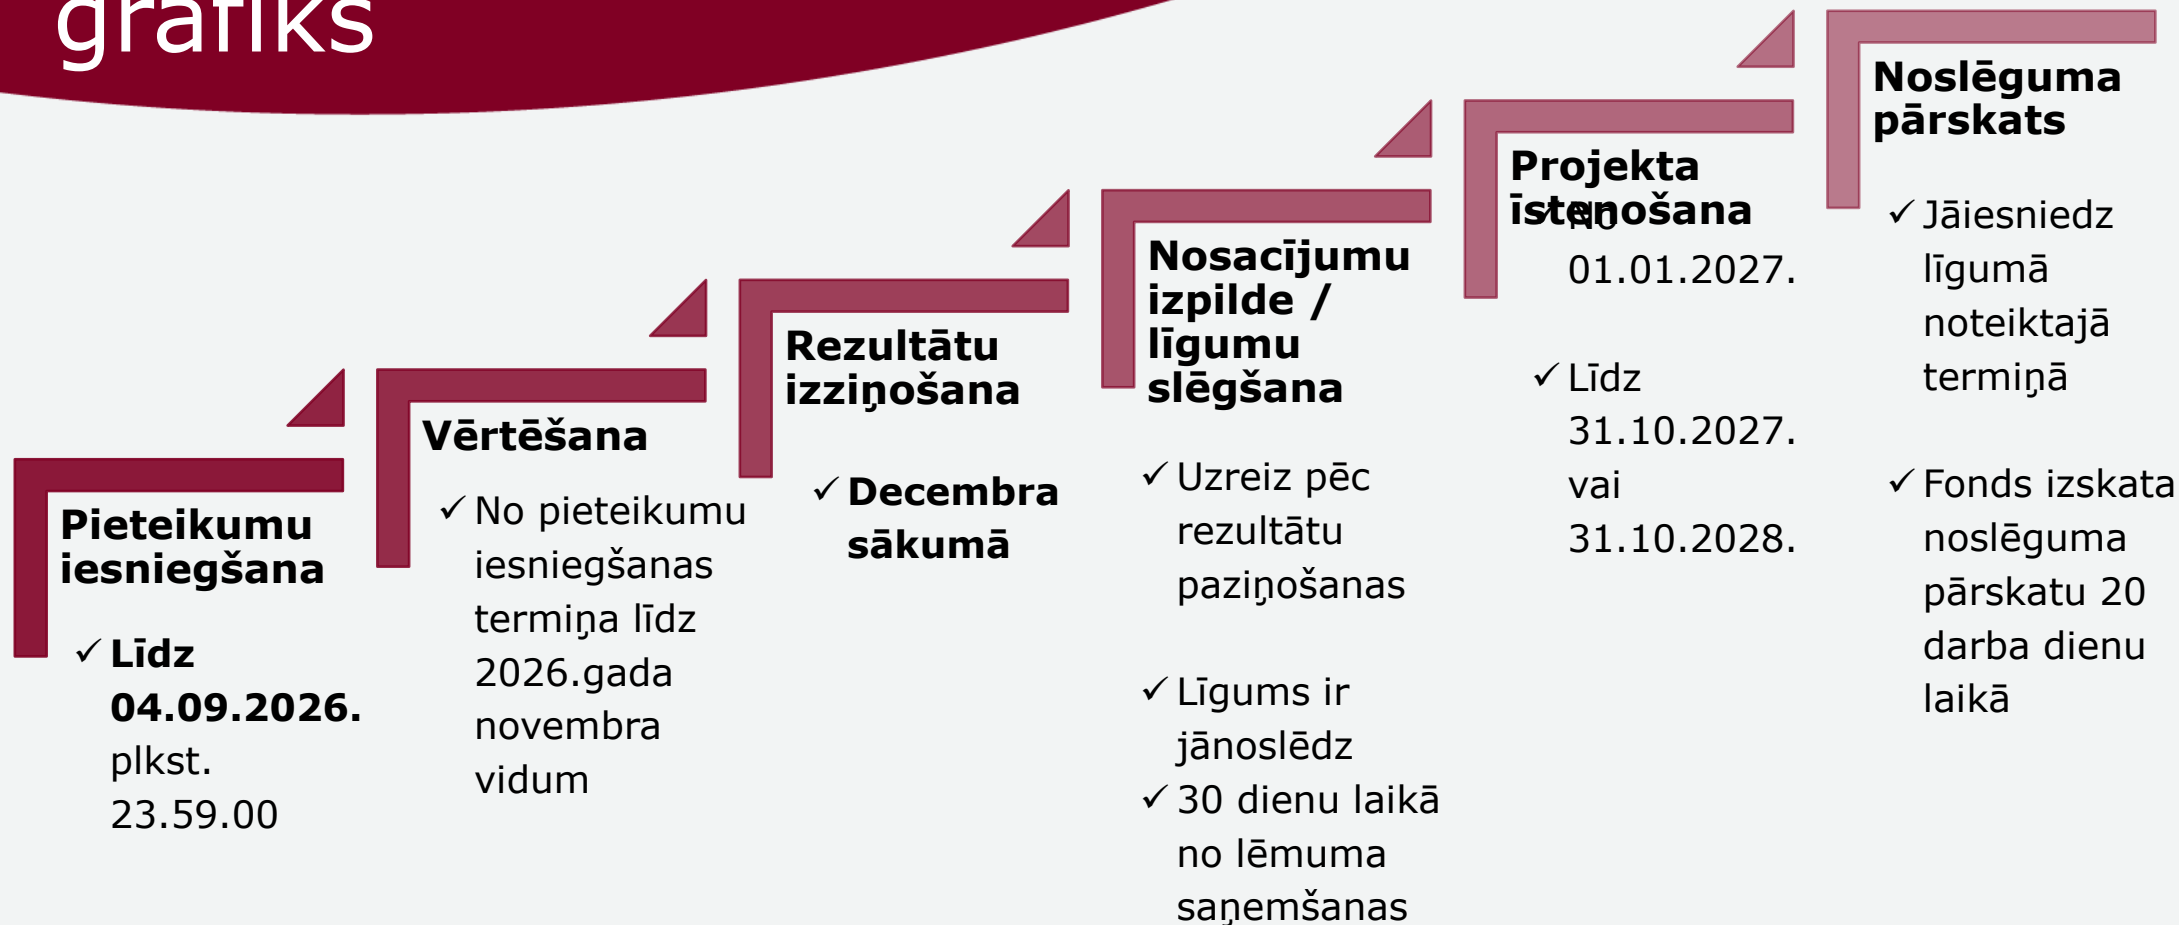 grafiks
Pieteikumu
iesniegšana
✓ Līdz
04.09.2026.
plkst.
23.59.00
Vērtēšana
✓ No pieteikumu
iesniegšanas
termiņa līdz
2026.gada
novembra
vidum
Rezultātu
izziņošana
✓ Decembra
sākumā
Nosacījumu
izpilde /
līgumu
slēgšana
✓ Uzreiz pēc
rezultātu
paziņošanas
✓ Līgums ir
jānoslēdz
✓ 30 dienu laikā
no lēmuma
saņemšanas
Projekta
īstenošana
✓ No
01.01.2027.
✓ Līdz
31.10.2027.
vai
31.10.2028.
Noslēguma
pārskats
✓ Jāiesniedz
līgumā
noteiktajā
termiņā
✓ Fonds izskata
noslēguma
pārskatu 20
darba dienu
laikā